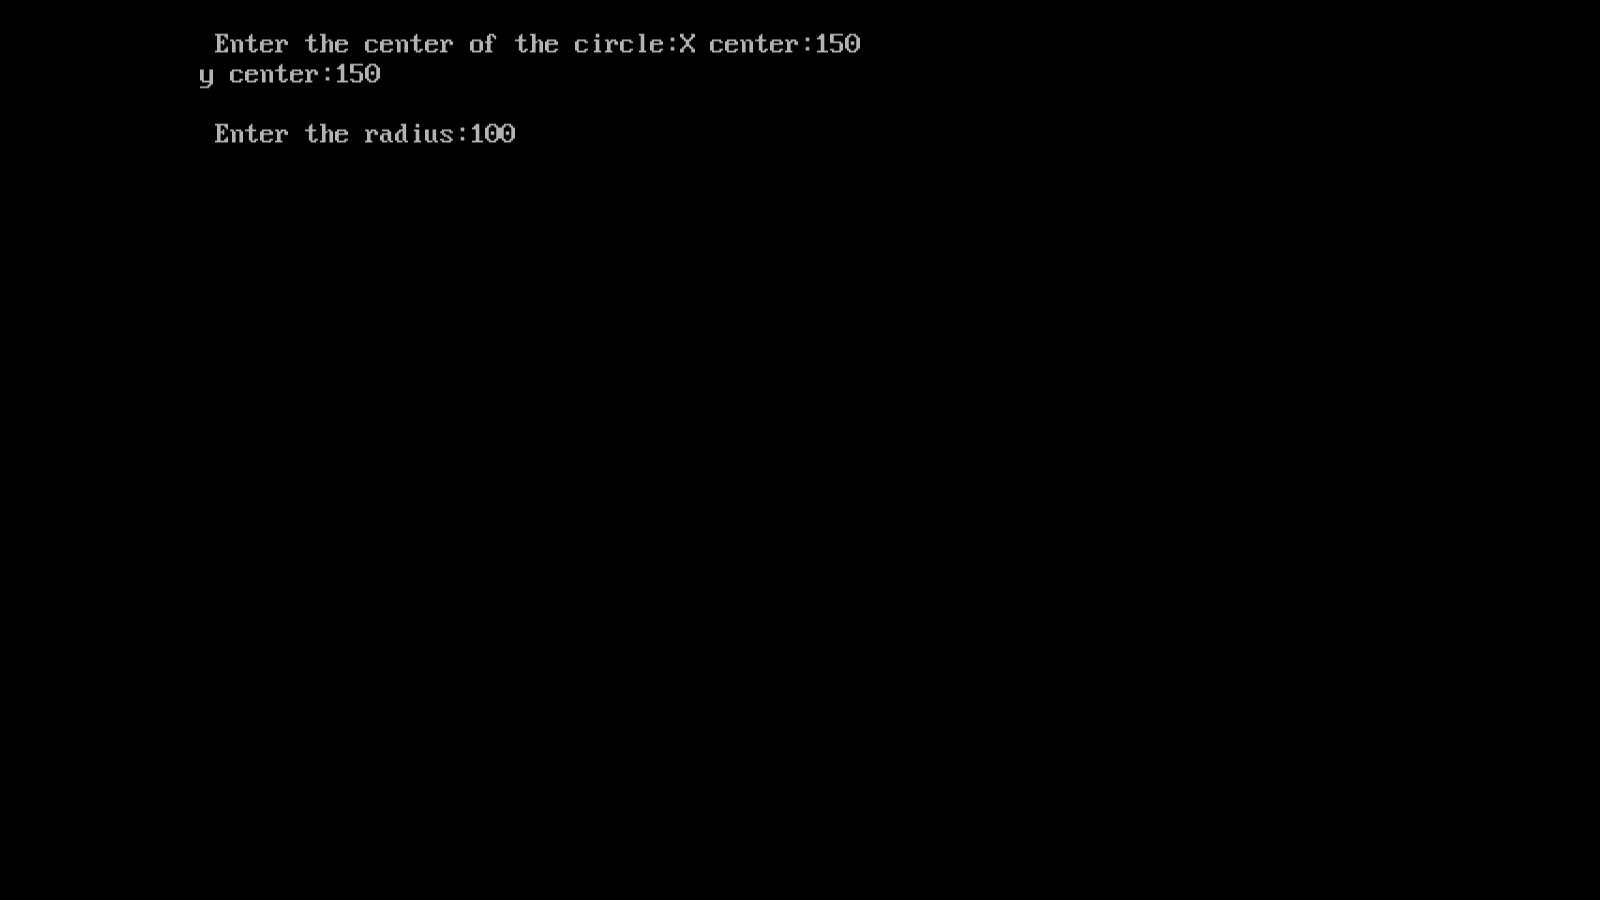 Enter the center of the circle:X center:150
y center:150
Enter the radius:100